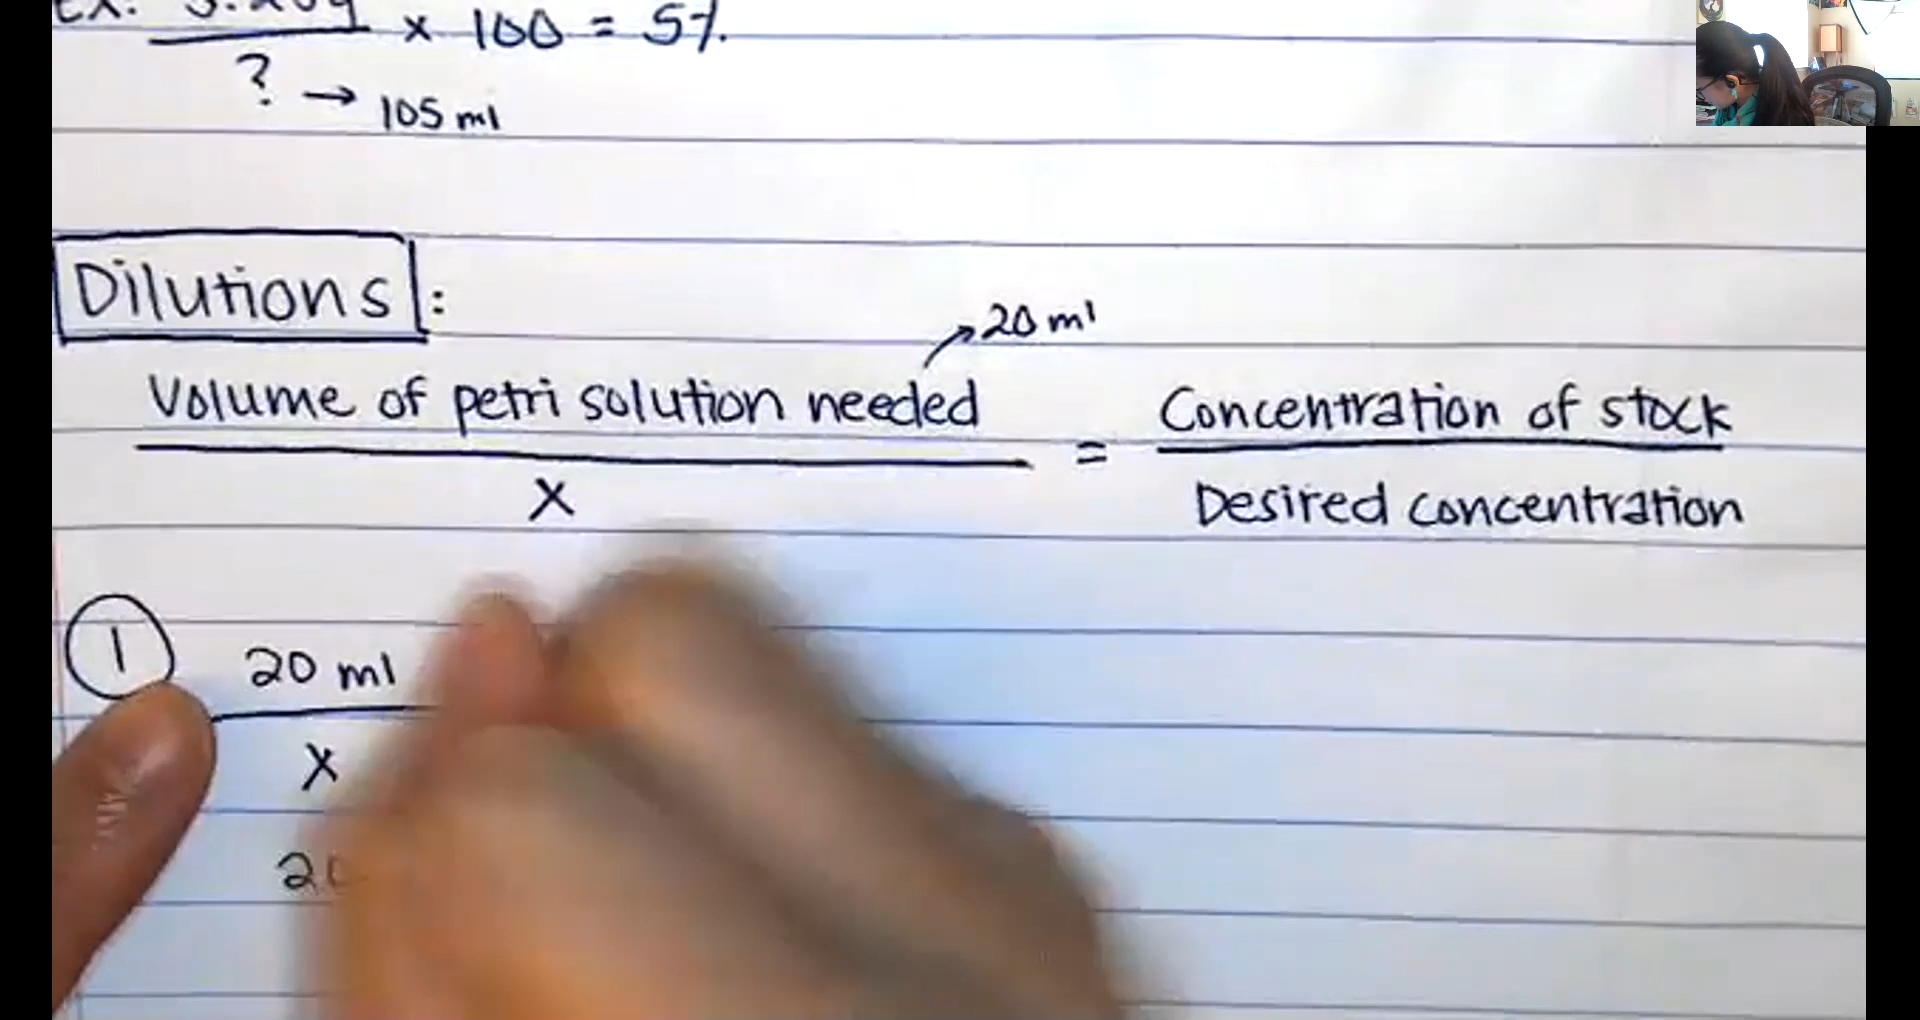 x 100 = 5%
? → 105 ml
Dilutions:
20 ml
Volume of petri solution needed = Concentration of stock
X Desired concentration
1 20 ml
X
20